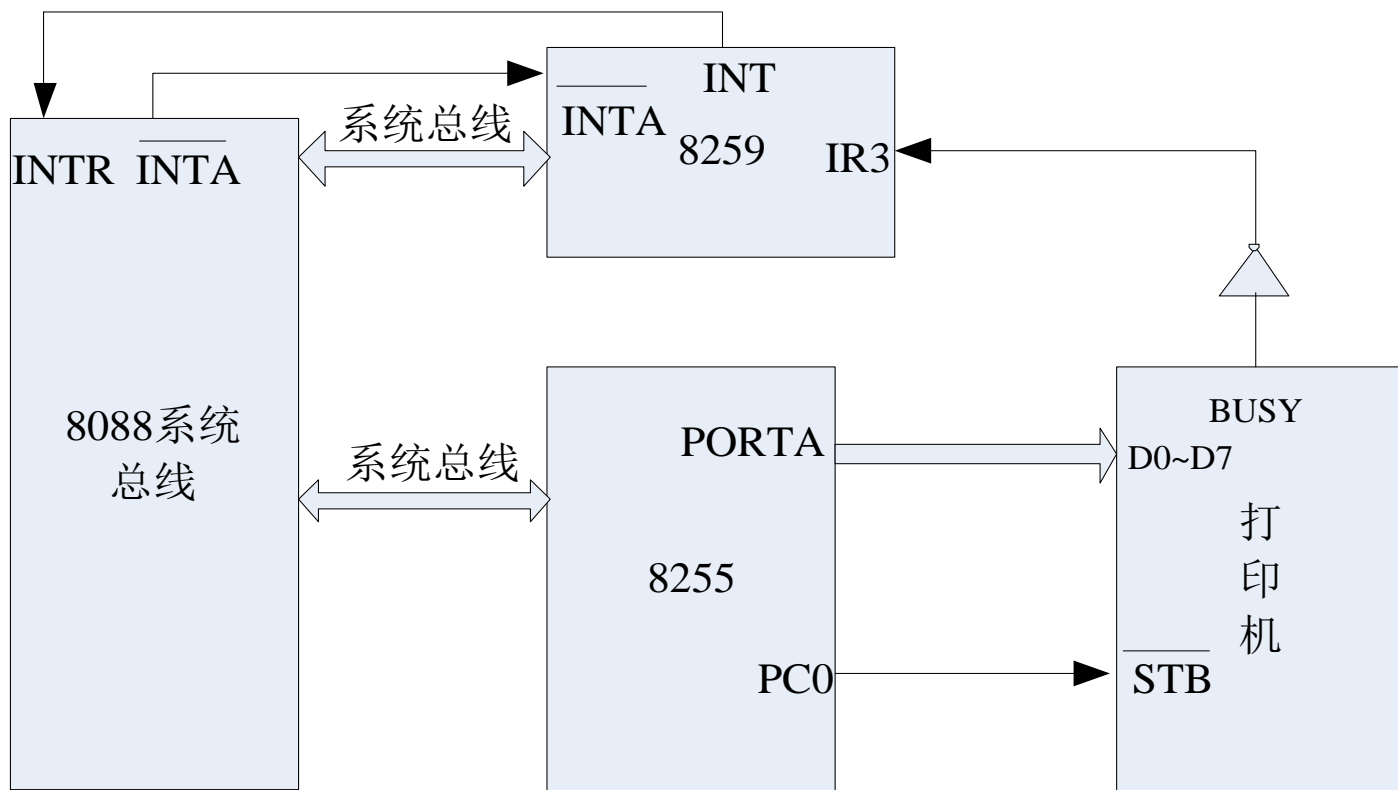 INT
INTA
8259
IR3
系统总线
INTR INTA
8088系统
总线
系统总线
PORTA
8255
PC0
BUSY
D0~D7
打
印
机
STB